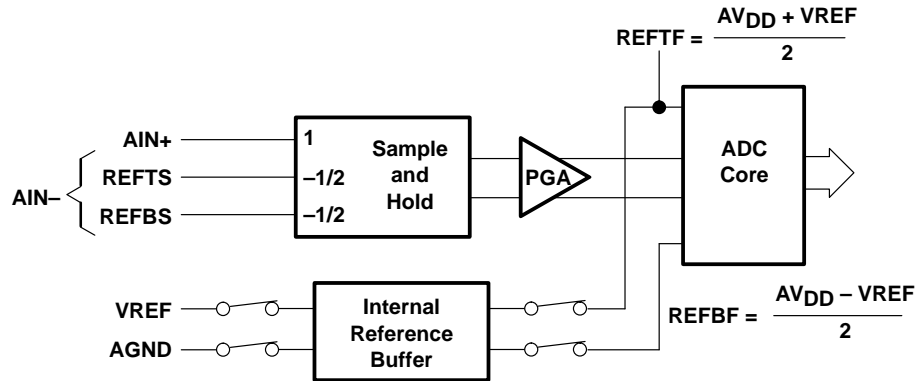 REFTF = AVDD + VREF
2
AIN+
1
AIN–
REFTS
–1/2
REFBS
–1/2
Sample
and
Hold
PGA
ADC
Core
VREF
AGND
Internal
Reference
Buffer
REFBF = AVDD – VREF
2